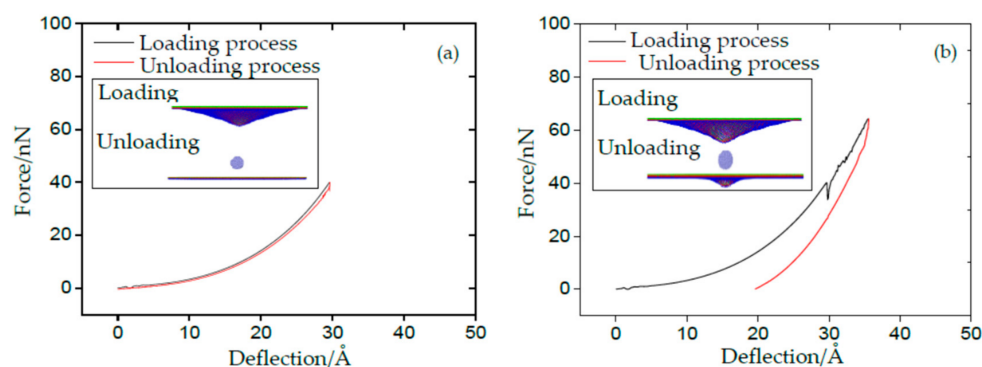 100
80
60
40
20
0
Force/nN
Loading process
Unloading process
(a)
Loading
Unloading
0 10 20 30 40 50
Deflection/Å
100
80
60
40
20
0
Force/nN
Loading process
Unloading process
(b)
Loading
Unloading
0 10 20 30 40 50
Deflection/Å